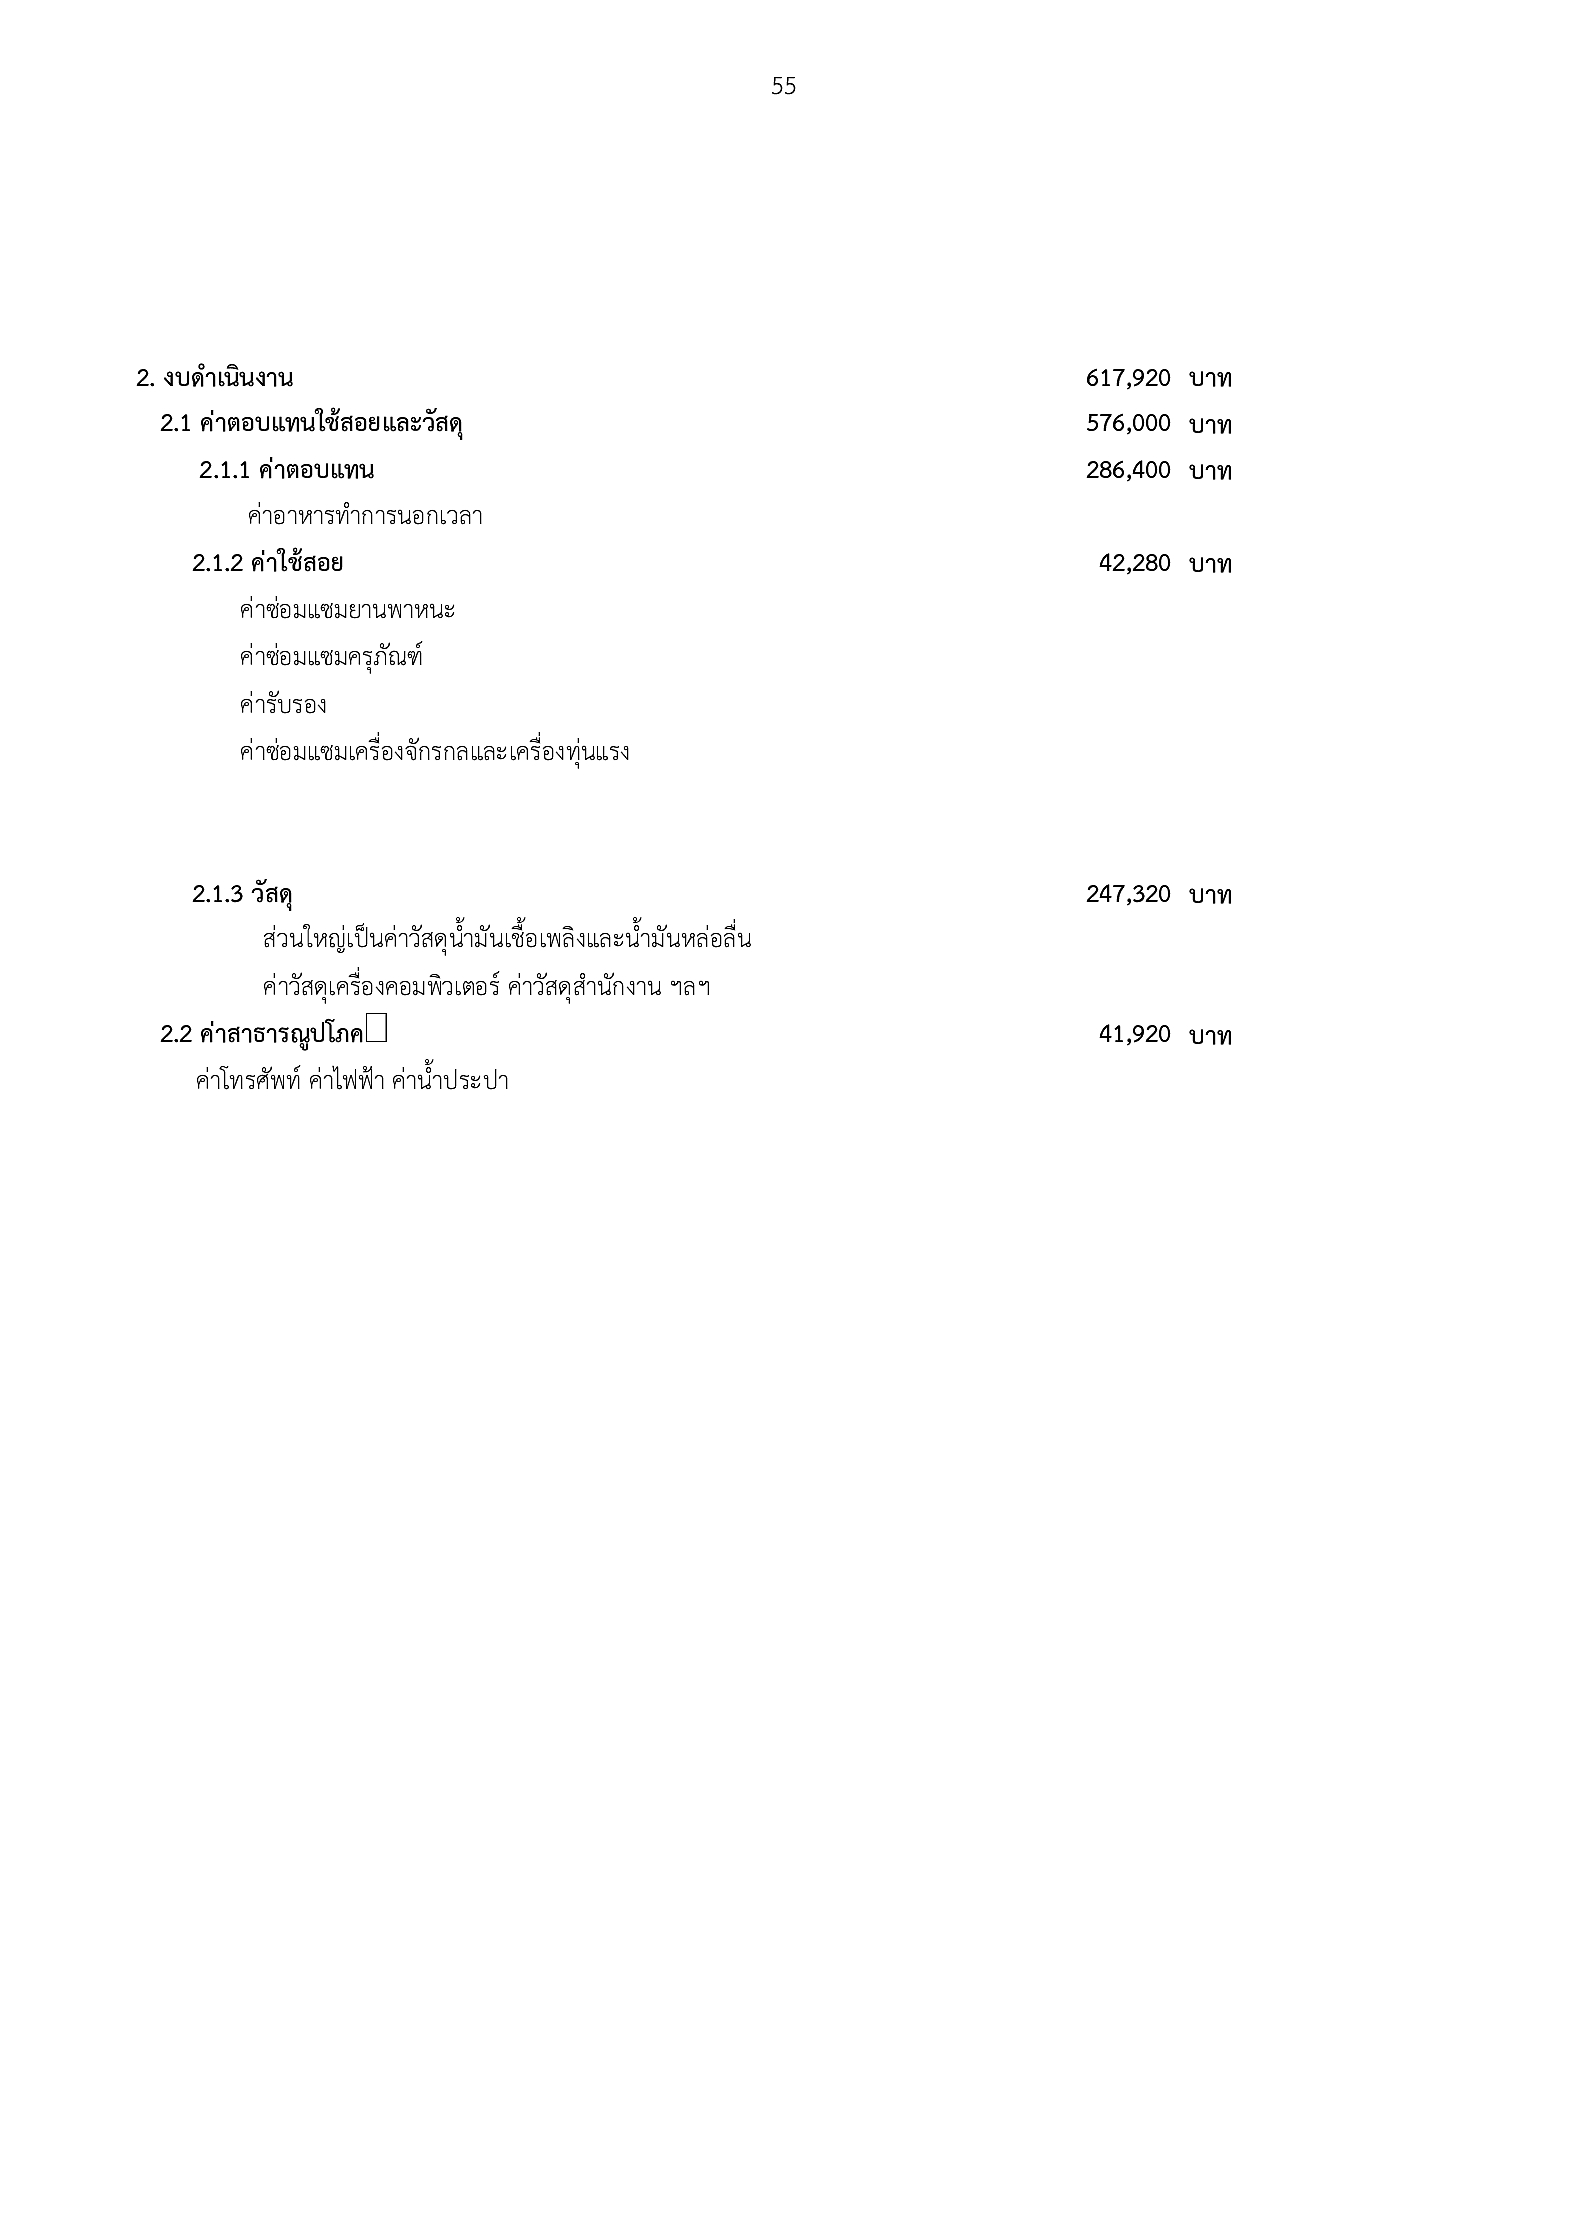 55
2. งบดำเนินงาน 617,920 บาท
2.1 ค่าตอบแทนใช้สอยและวัสดุ 576,000 บาท
2.1.1 ค่าตอบแทน 286,400 บาท
ค่าอาหารทำการนอกเวลา
2.1.2 ค่าใช้สอย 42,280 บาท
ค่าซ่อมแซมยานพาหนะ
ค่าซ่อมแซมครุภัณฑ์
ค่ารับรอง
ค่าซ่อมแซมเครื่องจักรกลและเครื่องทุ่นแรง
2.1.3 วัสดุ 247,320 บาท
ส่วนใหญ่เป็นค่าวัสดุน้ำมันเชื้อเพลิงและน้ำมันหล่อลื่น
ค่าวัสดุเครื่องคอมพิวเตอร์ ค่าวัสดุสำนักงาน ฯลฯ
2.2 ค่าสาธารณูปโภค 41,920 บาท
ค่าโทรศัพท์ ค่าไฟฟ้า ค่าน้ำประปา